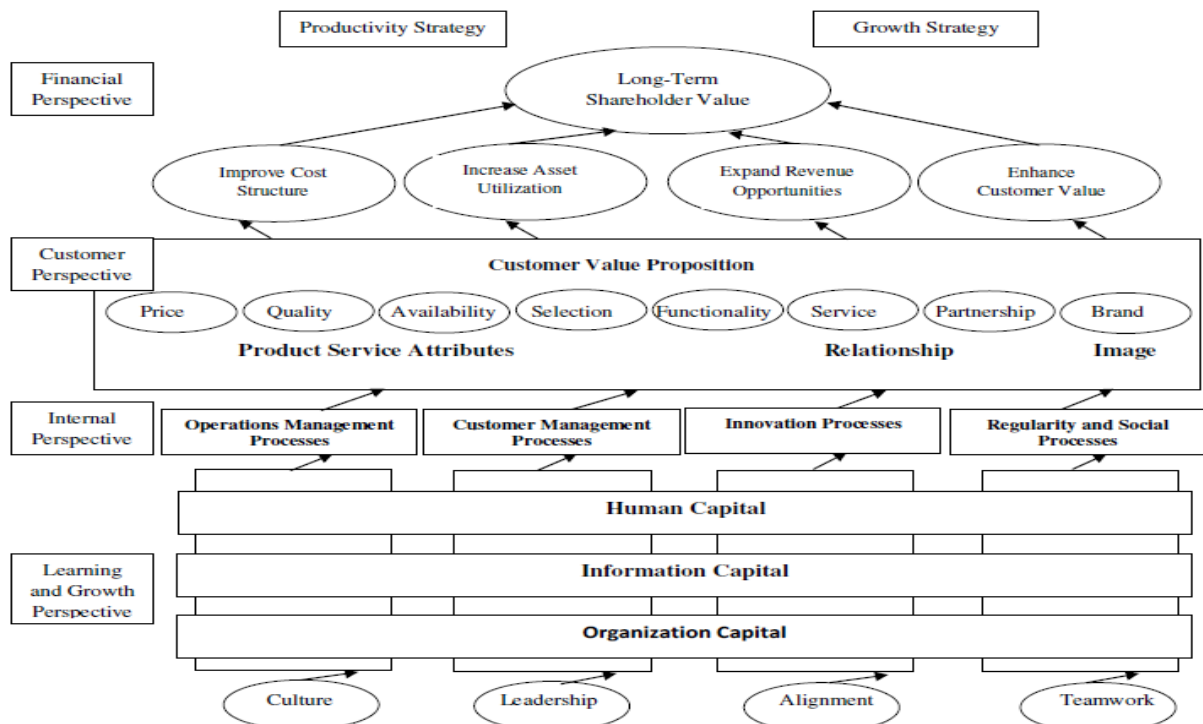 Productivity Strategy
Growth Strategy
Financial
Perspective
Long-Term
Shareholder Value
Improve Cost
Structure
Increase Asset
Utilization
Expand Revenue
Opportunities
Enhance
Customer Value
Customer
Perspective
Customer Value Proposition
Price
Quality
Availability
Selection
Functionality
Service
Partnership
Brand
Product Service Attributes
Relationship
Image
Internal
Perspective
Operations Management
Processes
Customer Management
Processes
Innovation Processes
Regularity and Social
Processes
Human Capital
Learning
and Growth
Perspective
Information Capital
Organization Capital
Culture
Leadership
Alignment
Teamwork